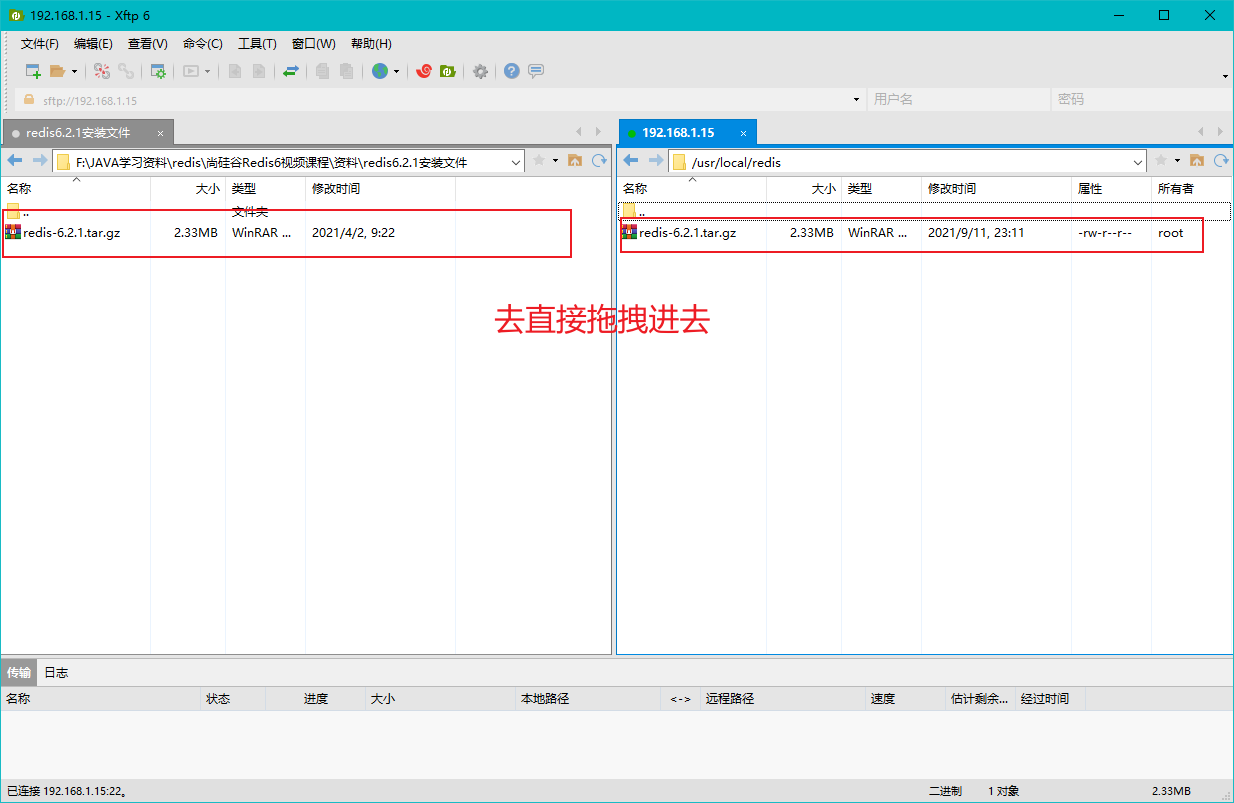 192.168.1.15 - Xftp 6
文件(F) 编辑(E) 查看(V) 命令(C) 工具(T) 窗口(W) 帮助(H)
sftp://192.168.1.15 用户名 密码
redis6.2.1安装文件 × 192.168.1.15 ×
F:\JAVA学习资料\redis\尚硅谷Redis6视频课程\资料\redis6.2.1安装文件 /usr/local/redis
名称 大小 类型 修改时间 名称 大小 类型 修改时间 属性 所有者
.. 文件夹 ..
redis-6.2.1.tar.gz 2.33MB WinRAR ... 2021/4/2, 9:22 redis-6.2.1.tar.gz 2.33MB WinRAR ... 2021/9/11, 23:11 -rw-r--r-- root
去直接拖拽进去
传输 日志
名称 状态 进度 大小 本地路径 <-> 远程路径 速度 估计剩余... 经过时间
已连接 192.168.1.15:22。 二进制 1 对象 2.33MB